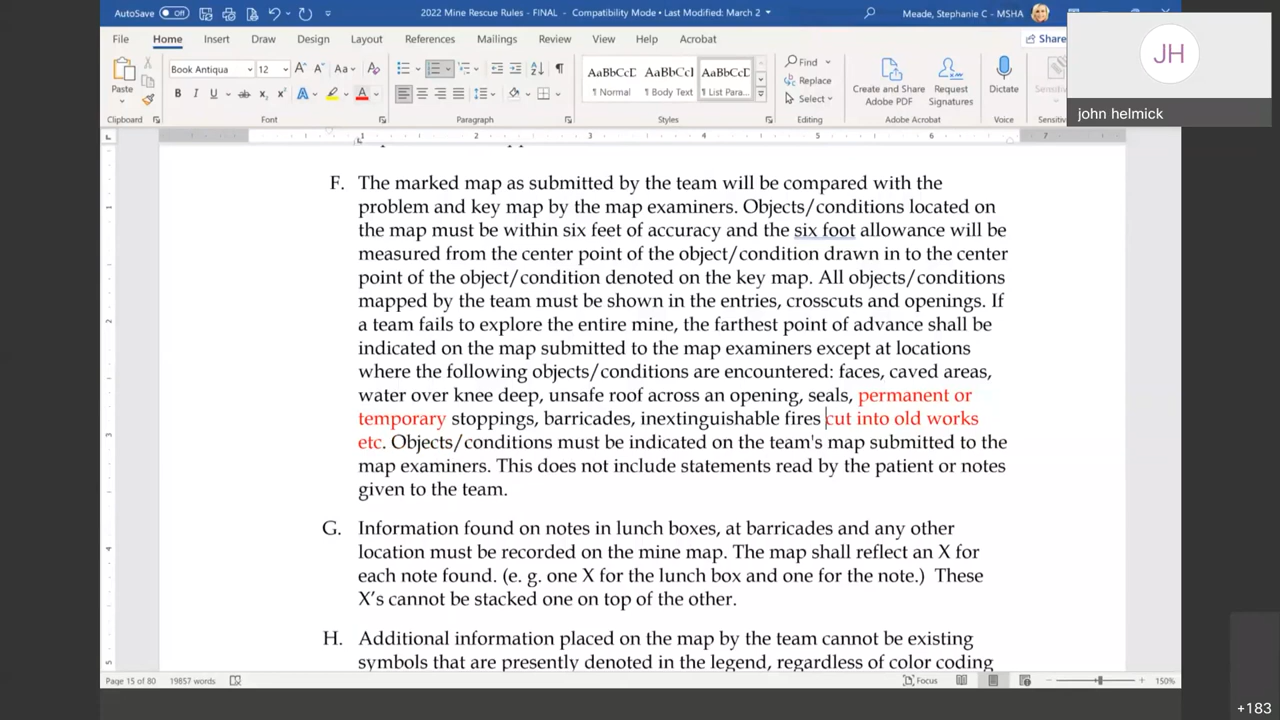 AutoSave Off 2022 Mine Rescue Rules - FINAL - Compatibility Mode • Last Modified: March 2 Meade, Stephanie C - MSHA
File Home Insert Draw Design Layout References Mailings Review View Help Acrobat Share
JH
john helmick
Paste
Book Antiqua 12
Find
Replace
Select
AaBbCcD AaBbCcD AaBbCcD
¶ Normal ¶ Body Text ¶ List Para...
Create and Share Adobe PDF
Request Signatures
Dictate
Clipboard Font Paragraph Styles Editing Adobe Acrobat Voice
1 2 3 4 5 6 7
F. The marked map as submitted by the team will be compared with the
problem and key map by the map examiners. Objects/conditions located on
the map must be within six feet of accuracy and the six foot allowance will be
measured from the center point of the object/condition drawn in to the center
point of the object/condition denoted on the key map. All objects/conditions
mapped by the team must be shown in the entries, crosscuts and openings. If
a team fails to explore the entire mine, the farthest point of advance shall be
indicated on the map submitted to the map examiners except at locations
where the following objects/conditions are encountered: faces, caved areas,
water over knee deep, unsafe roof across an opening, seals, permanent or
temporary stoppings, barricades, inextinguishable fires cut into old works
etc. Objects/conditions must be indicated on the team's map submitted to the
map examiners. This does not include statements read by the patient or notes
given to the team.
G. Information found on notes in lunch boxes, at barricades and any other
location must be recorded on the mine map. The map shall reflect an X for
each note found. (e. g. one X for the lunch box and one for the note.) These
X's cannot be stacked one on top of the other.
H. Additional information placed on the map by the team cannot be existing
symbols that are presently denoted in the legend, regardless of color coding
Page 15 of 80 19857 words Focus 150%
+183